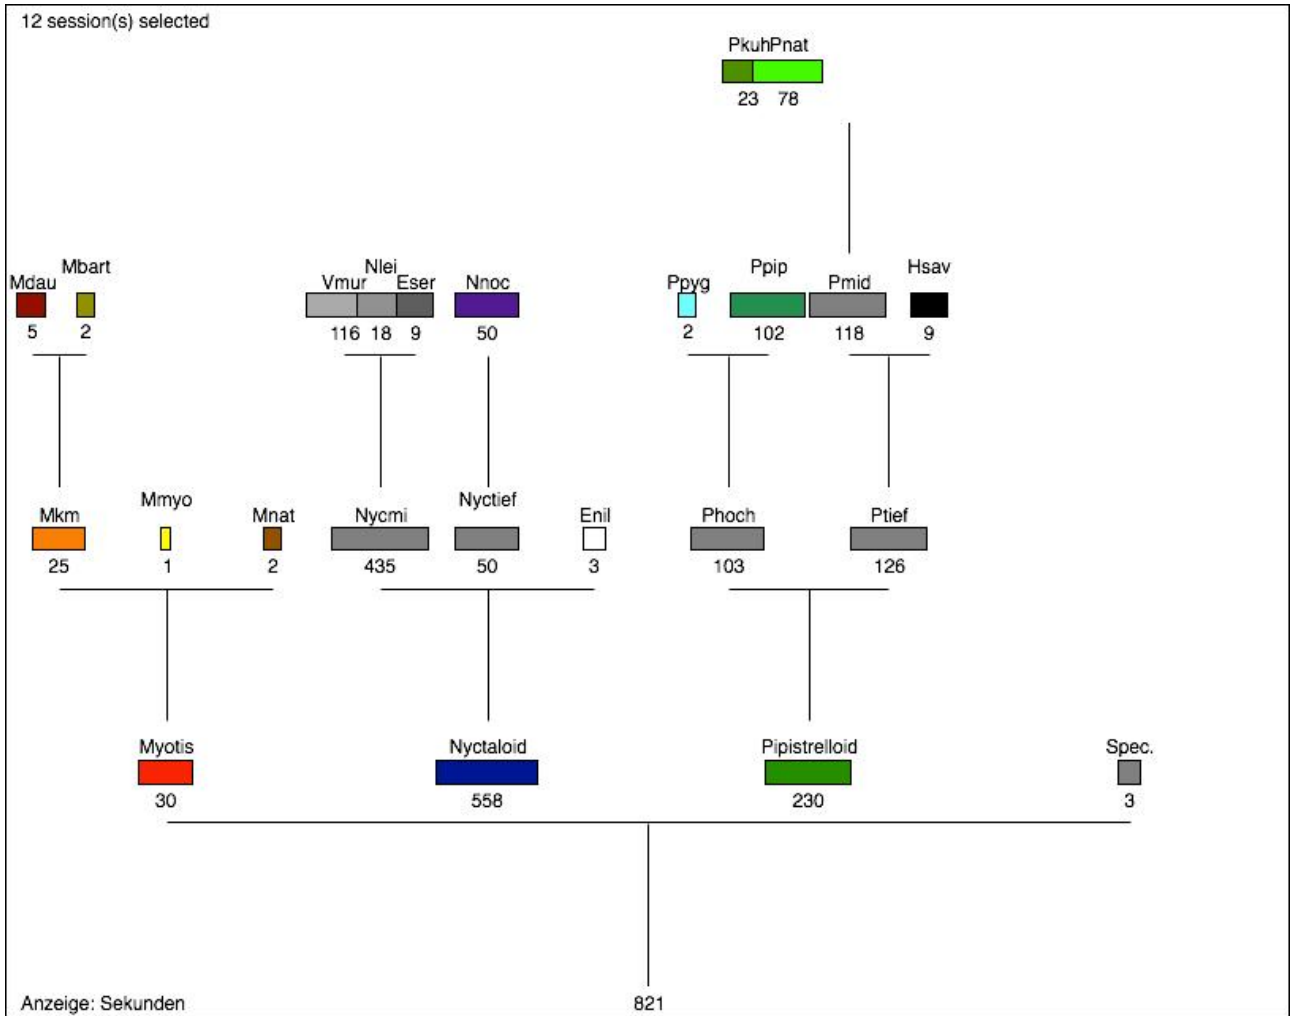 12 session(s) selected
PkuhPnat
23 78
Mdau Mbart Vmur Nlei Eser Nnoc Ppyg Ppip Pmid Hsav
5 2 116 18 9 50 2 102 118 9
Mkm Mmyo Mnat Nycmi Nyctief Enil Phoch Ptief
25 1 2 435 50 3 103 126
Myotis Nyctaloid Pipistrelloid Spec.
30 558 230 3
Anzeige: Sekunden 821